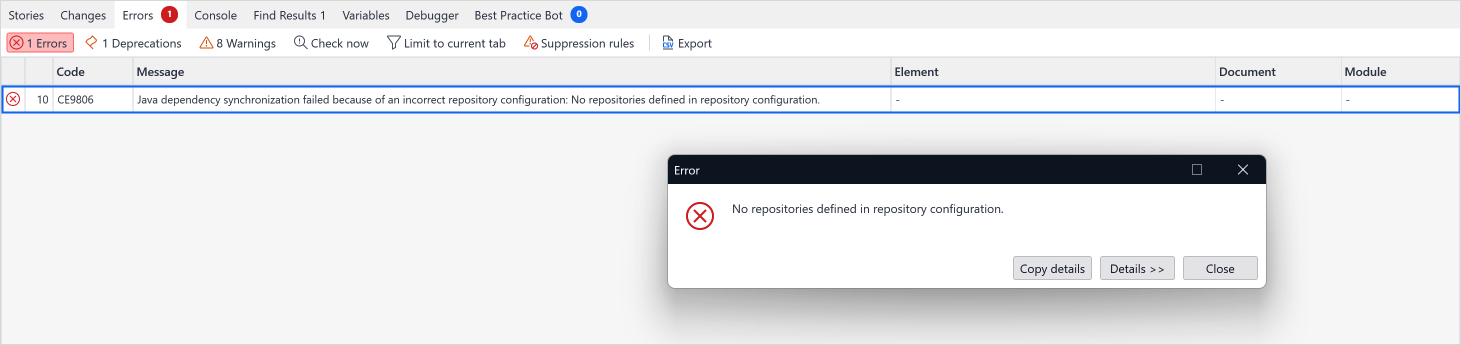 Stories Changes Errors 1 Console Find Results 1 Variables Debugger Best Practice Bot 0
1 Errors 1 Deprecations 8 Warnings Check now Limit to current tab Suppression rules CSV Export
Code Message Element Document Module
10 CE9806 Java dependency synchronization failed because of an incorrect repository configuration: No repositories defined in repository configuration. - - -
Error
No repositories defined in repository configuration.
Copy details Details >> Close